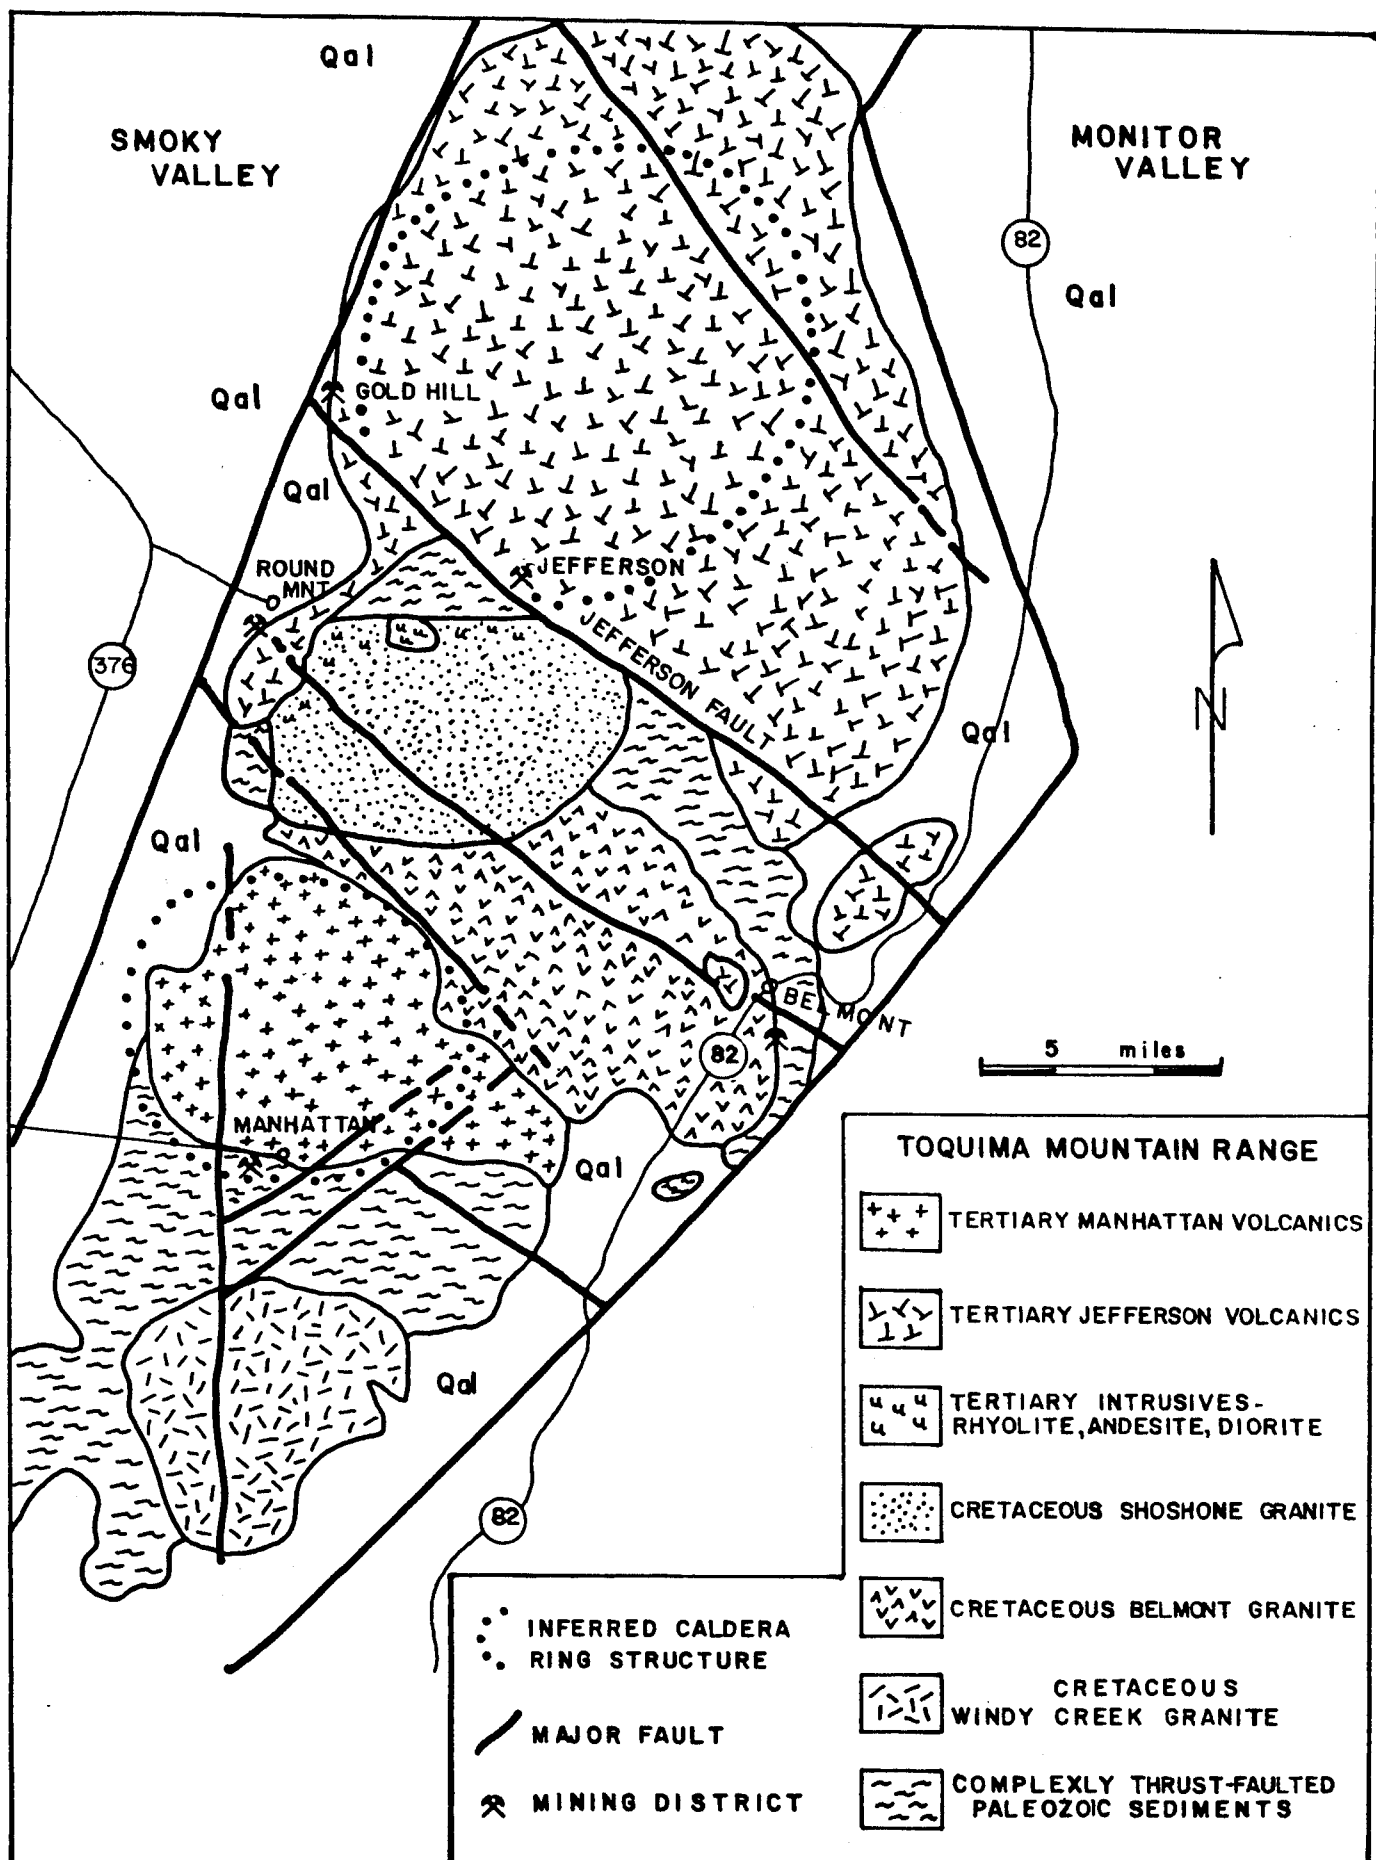 Qal
SMOKY
VALLEY
MONITOR
VALLEY
82
Qal
Qal
GOLD HILL
Qal
ROUND
MNT
JEFFERSON
JEFFERSON FAULT
376
N
Qal
Qal
BELMONT
82
5 miles
MANHATTAN
Qal
Qal
82
TOQUIMA MOUNTAIN RANGE
TERTIARY MANHATTAN VOLCANICS
TERTIARY JEFFERSON VOLCANICS
TERTIARY INTRUSIVES-
RHYOLITE, ANDESITE, DIORITE
CRETACEOUS SHOSHONE GRANITE
CRETACEOUS BELMONT GRANITE
CRETACEOUS
WINDY CREEK GRANITE
COMPLEXLY THRUST-FAULTED
PALEOZOIC SEDIMENTS
INFERRED CALDERA
RING STRUCTURE
MAJOR FAULT
MINING DISTRICT